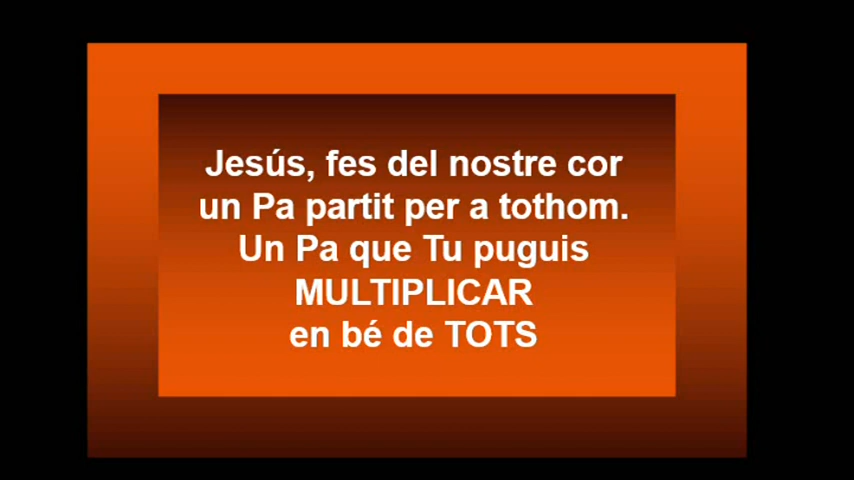 Jesús, fes del nostre cor
un Pa partit per a tothom.
Un Pa que Tu puguis
MULTIPLICAR
en bé de TOTS